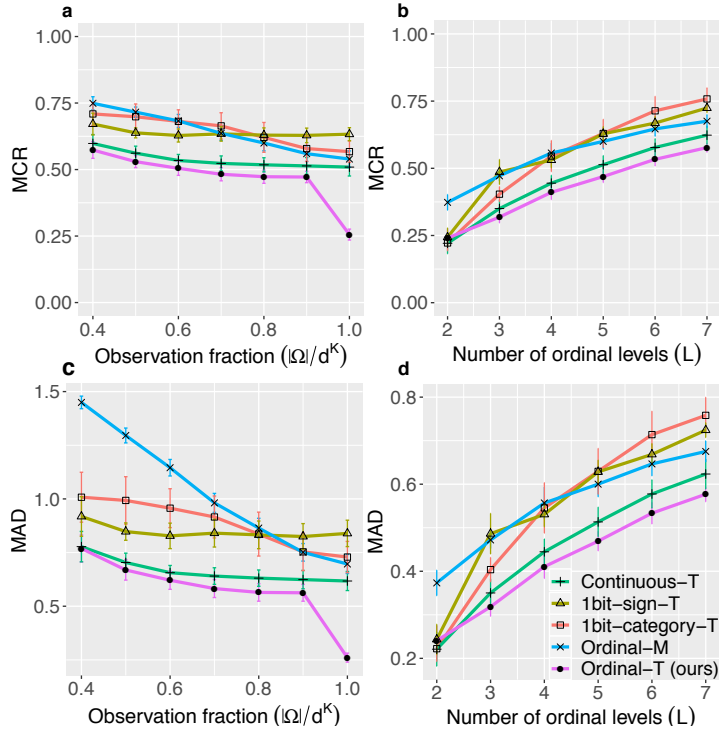 a
b
MCR
1.00
0.75
0.50
0.25
0.00
0.4
0.6
0.8
1.0
Observation fraction (|Ω|/d^K)
MCR
1.00
0.75
0.50
0.25
0.00
2
3
4
5
6
7
Number of ordinal levels (L)
c
d
MAD
1.5
1.0
0.5
0.4
0.6
0.8
1.0
Observation fraction (|Ω|/d^K)
MAD
0.8
0.6
0.4
0.2
2
3
4
5
6
7
Number of ordinal levels (L)
Continuous-T
1bit-sign-T
1bit-category-T
Ordinal-M
Ordinal-T (ours)